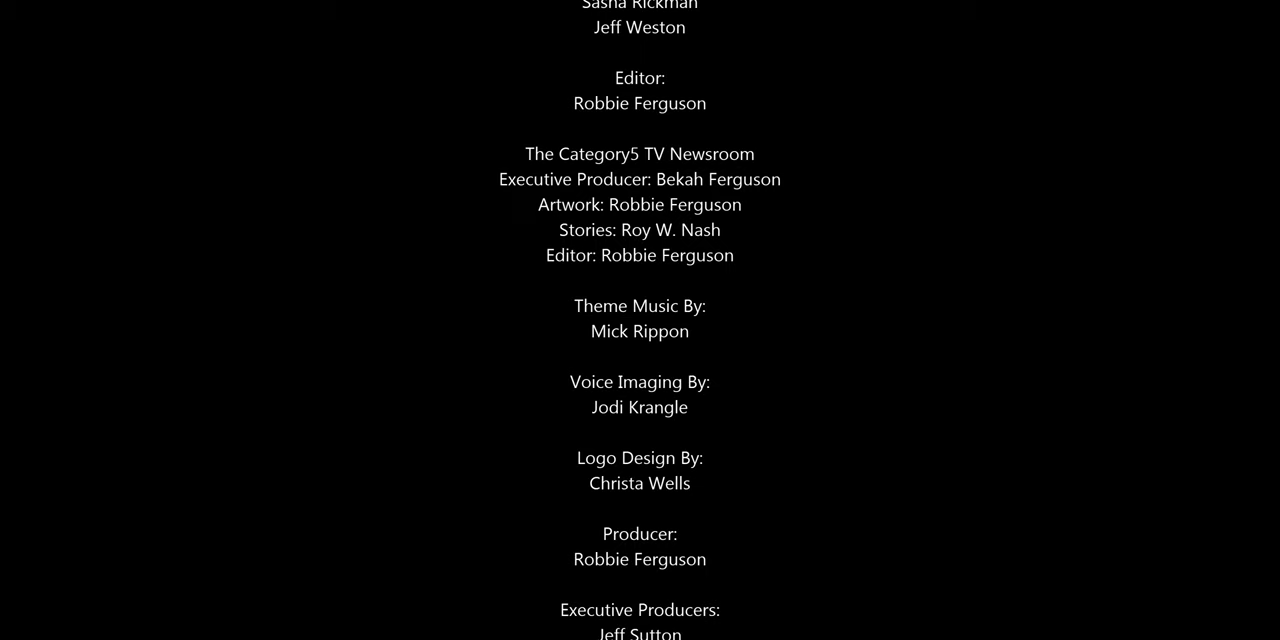 Sasha Rickman
Jeff Weston
Editor:
Robbie Ferguson
The Category5 TV Newsroom
Executive Producer: Bekah Ferguson
Artwork: Robbie Ferguson
Stories: Roy W. Nash
Editor: Robbie Ferguson
Theme Music By:
Mick Rippon
Voice Imaging By:
Jodi Krangle
Logo Design By:
Christa Wells
Producer:
Robbie Ferguson
Executive Producers:
Jeff Sutton